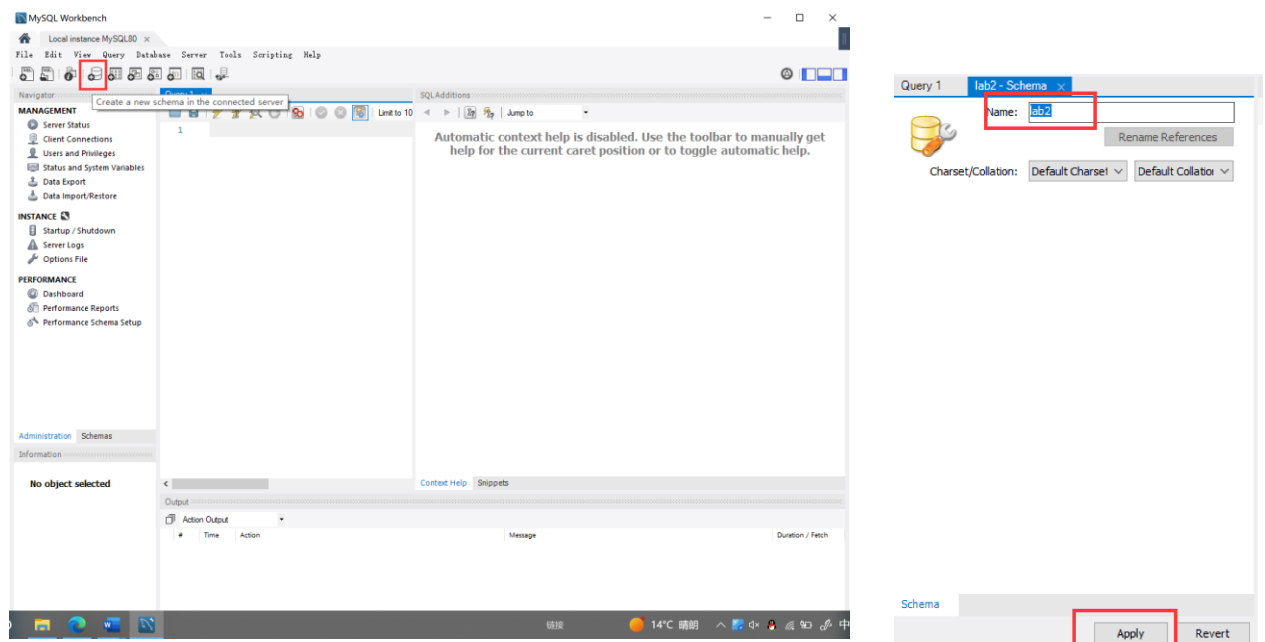 MySQL Workbench
Local instance MySQL80 ×
File Edit View Query Database Server Tools Scripting Help
Navigator
Query 1
SQLAdditions
Create a new schema in the connected server
Limit to 10
Jump to
MANAGEMENT
Server Status
Client Connections
Users and Privileges
Status and System Variables
Data Export
Data Import/Restore
INSTANCE
Startup / Shutdown
Server Logs
Options File
PERFORMANCE
Dashboard
Performance Reports
Performance Schema Setup
1
Automatic context help is disabled. Use the toolbar to manually get
help for the current caret position or to toggle automatic help.
Administration Schemas
Information
No object selected
Context Help Snippets
Output
Action Output
# Time Action Message Duration / Fetch
链接
14°C 晴朗
中
Query 1 lab2 - Schema ×
Name: lab2
Rename References
Charset/Collation: Default Charset Default Collation
Schema
Apply Revert